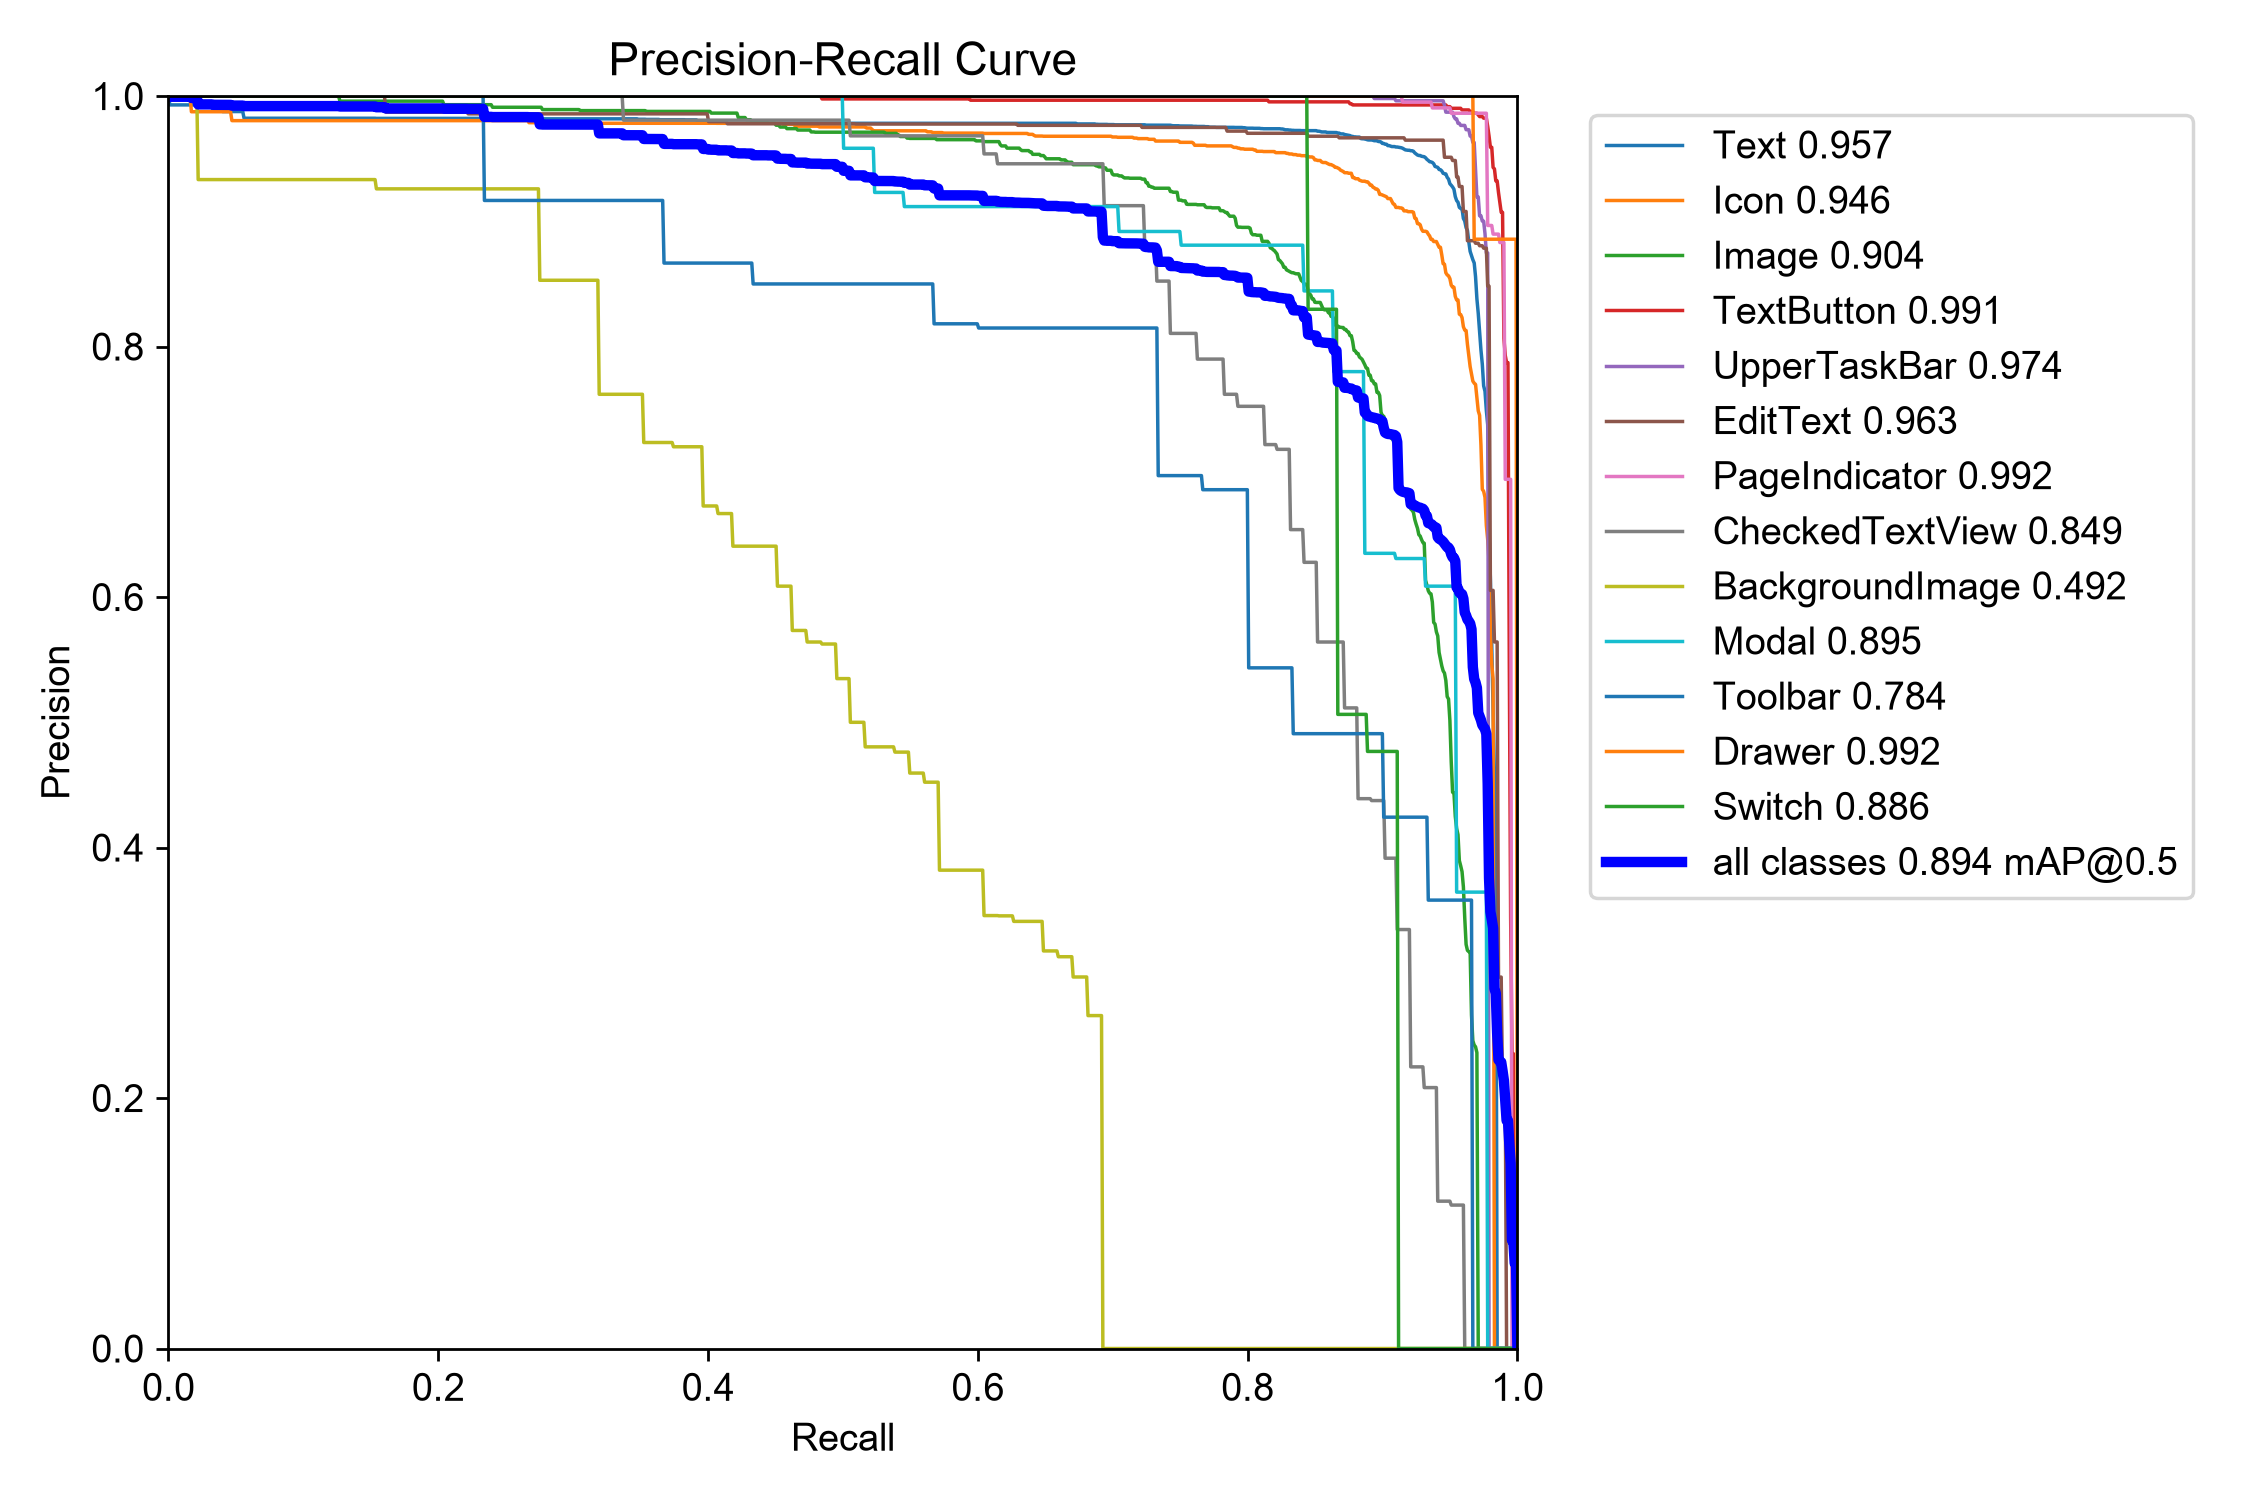 Precision-Recall Curve
1.0
0.8
0.6
0.4
0.2
0.0
Precision
0.0 0.2 0.4 0.6 0.8 1.0
Recall
Text 0.957
Icon 0.946
Image 0.904
TextButton 0.991
UpperTaskBar 0.974
EditText 0.963
PageIndicator 0.992
CheckedTextView 0.849
BackgroundImage 0.492
Modal 0.895
Toolbar 0.784
Drawer 0.992
Switch 0.886
all classes 0.894 mAP@0.5